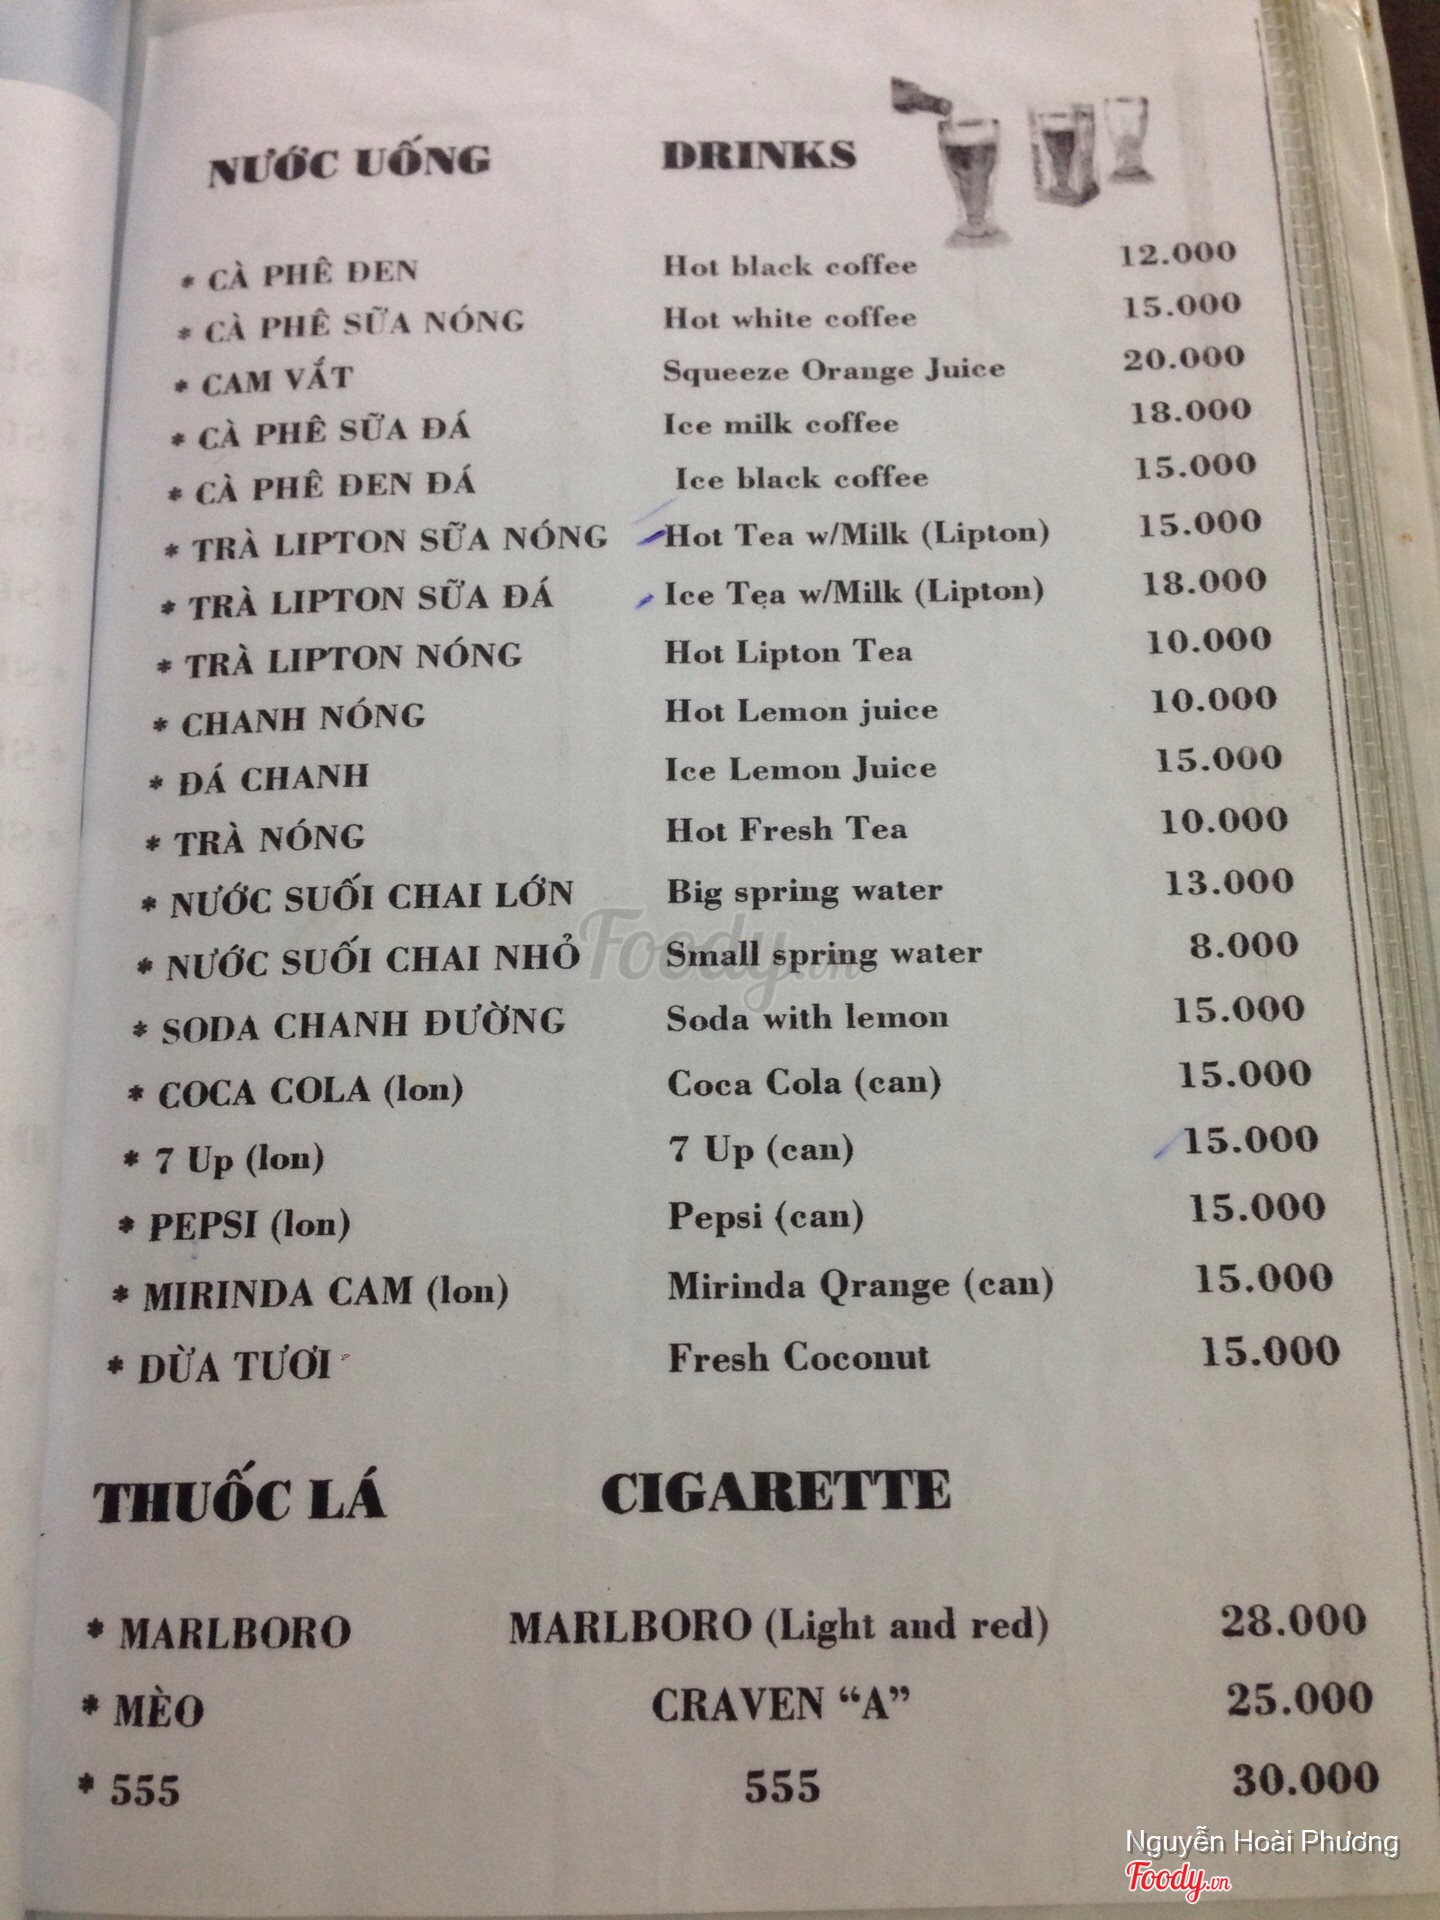 NƯỚC UỐNG DRINKS
* CÀ PHÊ ĐEN Hot black coffee 12.000
* CÀ PHÊ SỮA NÓNG Hot white coffee 15.000
* CAM VẮT Squeeze Orange Juice 20.000
* CÀ PHÊ SỮA ĐÁ Ice milk coffee 18.000
* CÀ PHÊ ĐEN ĐÁ Ice black coffee 15.000
* TRÀ LIPTON SỮA NÓNG Hot Tea w/Milk (Lipton) 15.000
* TRÀ LIPTON SỮA ĐÁ Ice Tea w/Milk (Lipton) 18.000
* TRÀ LIPTON NÓNG Hot Lipton Tea 10.000
* CHANH NÓNG Hot Lemon juice 10.000
* ĐÁ CHANH Ice Lemon Juice 15.000
* TRÀ NÓNG Hot Fresh Tea 10.000
* NƯỚC SUỐI CHAI LỚN Big spring water 13.000
* NƯỚC SUỐI CHAI NHỎ Small spring water 8.000
Foody.vn
* SODA CHANH ĐƯỜNG Soda with lemon 15.000
* COCA COLA (lon) Coca Cola (can) 15.000
* 7 Up (lon) 7 Up (can) 15.000
* PEPSI (lon) Pepsi (can) 15.000
* MIRINDA CAM (lon) Mirinda Qrange (can) 15.000
* DỪA TƯƠI Fresh Coconut 15.000
THUỐC LÁ CIGARETTE
* MARLBORO MARLBORO (Light and red) 28.000
* MÈO CRAVEN “A” 25.000
* 555 555 30.000
Nguyễn Hoài Phương
Foody.vn